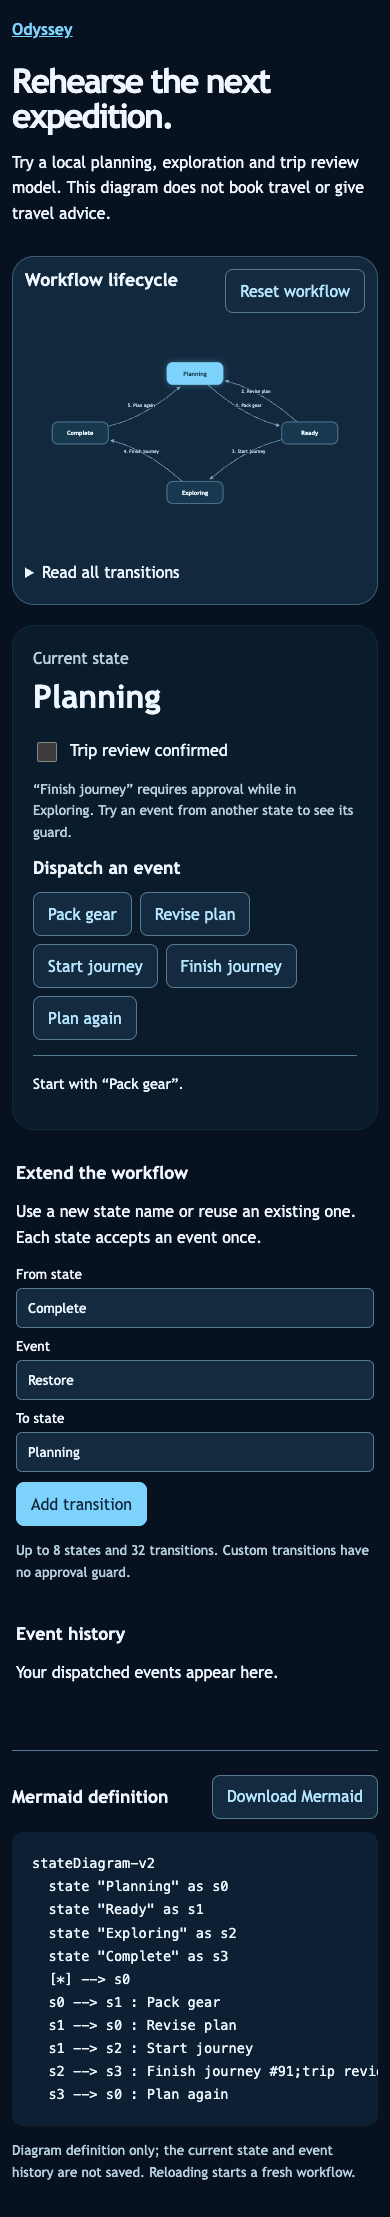 Odyssey
Rehearse the next
expedition.
Try a local planning, exploration and trip review
model. This diagram does not book travel or give
travel advice.
Workflow lifecycle
Reset workflow
Planning
2. Revise plan
5. Plan again
1. Pack gear
Complete
Ready
4. Finish journey
3. Start journey
Exploring
▶ Read all transitions
Current state
Planning
Trip review confirmed
“Finish journey” requires approval while in
Exploring. Try an event from another state to see its
guard.
Dispatch an event
Pack gear
Revise plan
Start journey
Finish journey
Plan again
Start with “Pack gear”.
Extend the workflow
Use a new state name or reuse an existing one.
Each state accepts an event once.
From state
Complete
Event
Restore
To state
Planning
Add transition
Up to 8 states and 32 transitions. Custom transitions have
no approval guard.
Event history
Your dispatched events appear here.
Mermaid definition
Download Mermaid
stateDiagram-v2
state "Planning" as s0
state "Ready" as s1
state "Exploring" as s2
state "Complete" as s3
[*] --> s0
s0 --> s1 : Pack gear
s1 --> s0 : Revise plan
s1 --> s2 : Start journey
s2 --> s3 : Finish journey #91;trip revi
s3 --> s0 : Plan again
Diagram definition only; the current state and event
history are not saved. Reloading starts a fresh workflow.